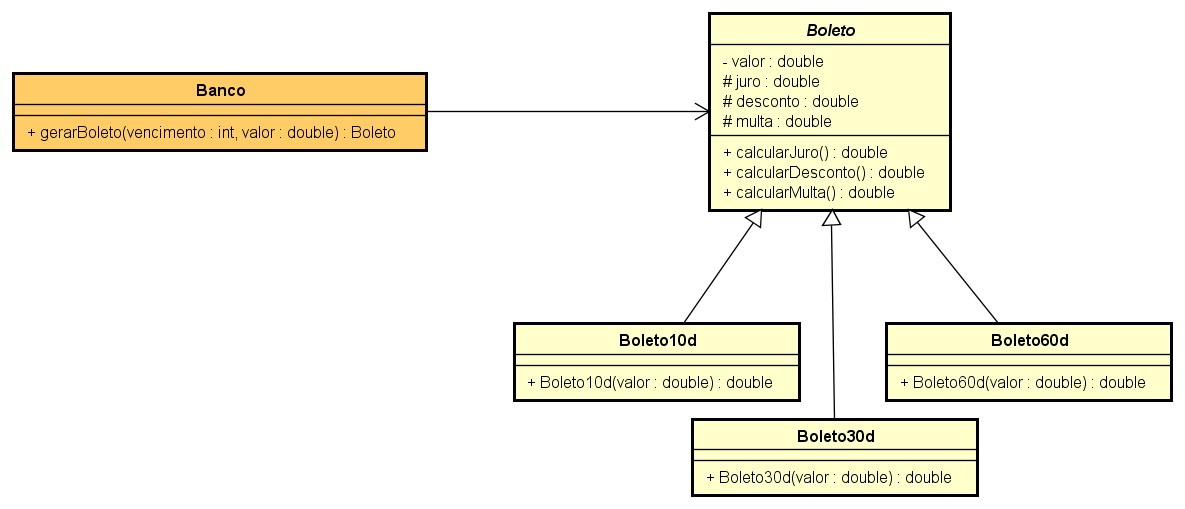 Boleto
- valor : double
# juro : double
# desconto : double
# multa : double
+ calcularJuro() : double
+ calcularDesconto() : double
+ calcularMulta() : double
Banco
+ gerarBoleto(vencimento : int, valor : double) : Boleto
Boleto10d
+ Boleto10d(valor : double) : double
Boleto60d
+ Boleto60d(valor : double) : double
Boleto30d
+ Boleto30d(valor : double) : double